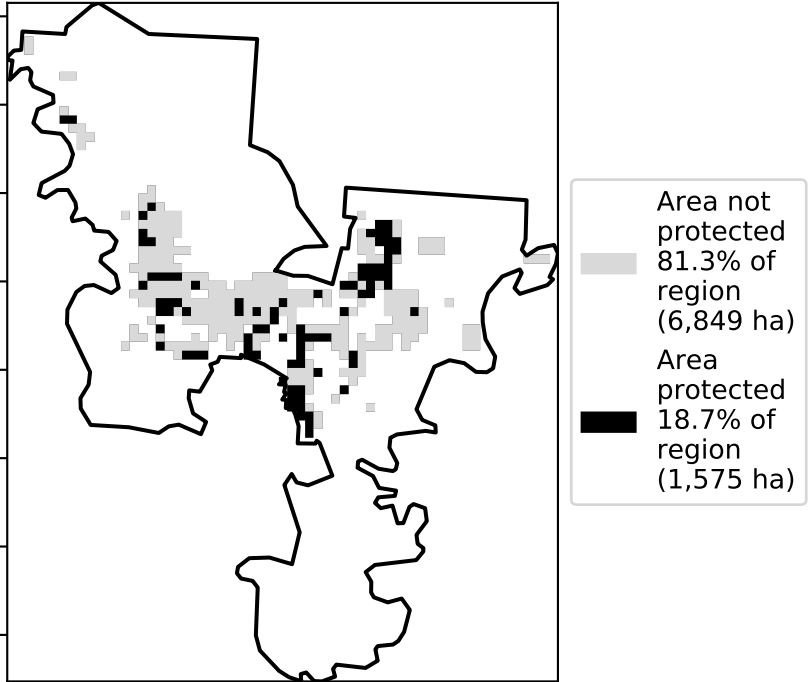 Area not
protected
81.3% of
region
(6,849 ha)
Area
protected
18.7% of
region
(1,575 ha)